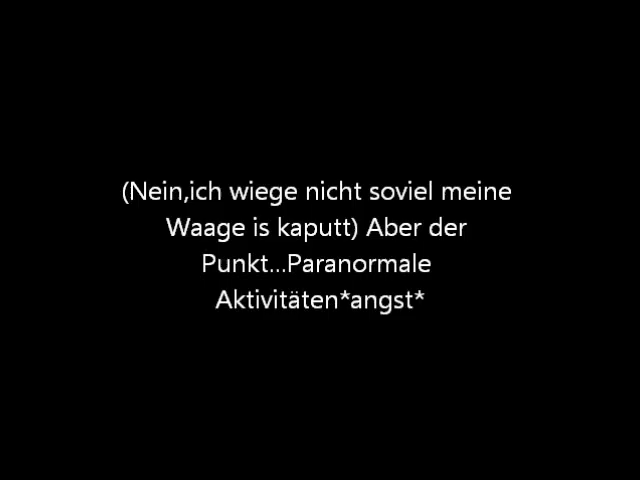 (Nein,ich wiege nicht soviel meine
Waage is kaputt) Aber der
Punkt...Paranormale
Aktivitäten*angst*